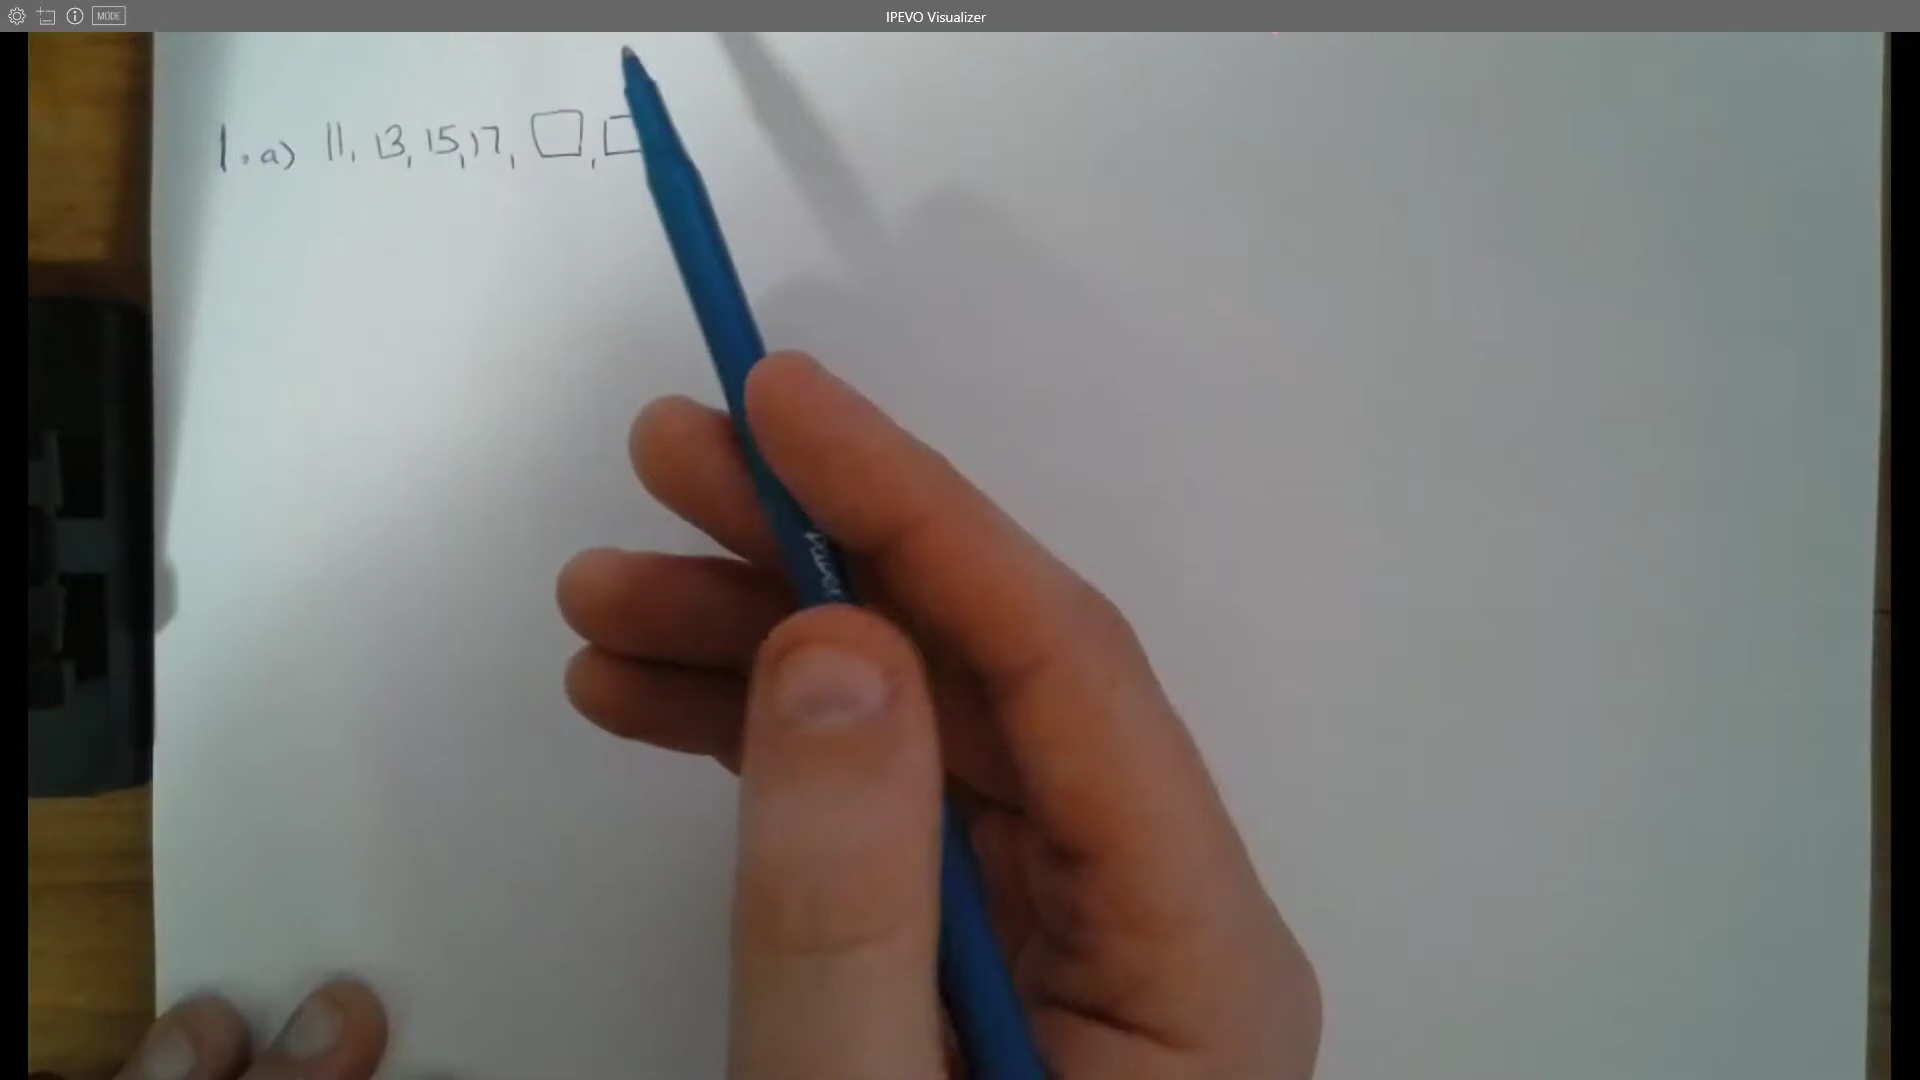 IPEVO Visualizer
MODE
1.a) 11, 13, 15, 17, □, □